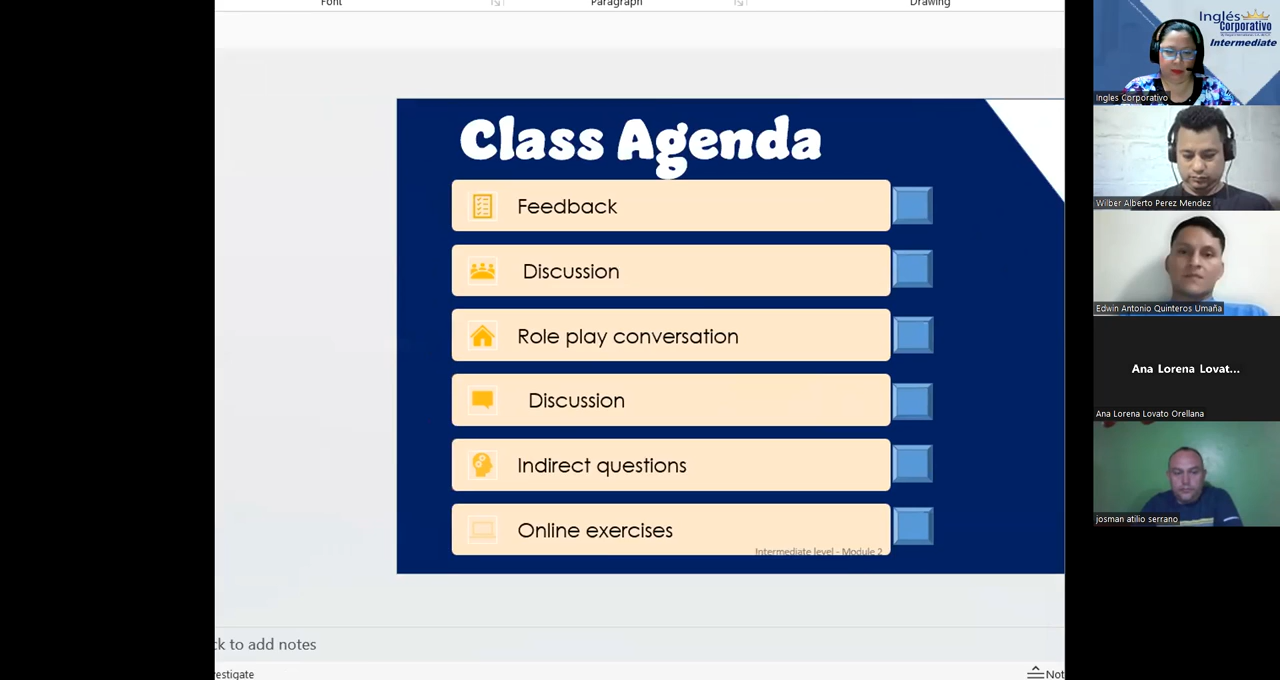 Font
Paragraph
Drawing
Class Agenda
Feedback
Discussion
Role play conversation
Discussion
Indirect questions
Online exercises
Intermediate level - Module 2
ck to add notes
estigate
Not
Inglés
Corporativo
Intermediate
Ingles Corporativo
Wilber Alberto Perez Mendez
Edwin Antonio Quinteros Umaña
Ana Lorena Lovat...
Ana Lorena Lovato Orellana
josman atilio serrano